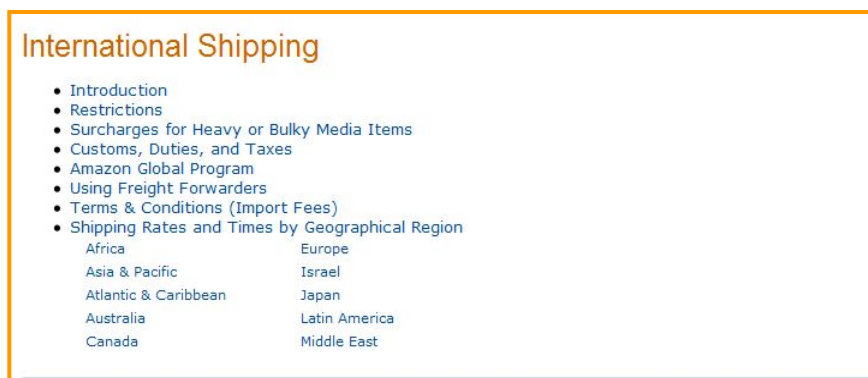 International Shipping
Introduction
Restrictions
Surcharges for Heavy or Bulky Media Items
Customs, Duties, and Taxes
Amazon Global Program
Using Freight Forwarders
Terms & Conditions (Import Fees)
Shipping Rates and Times by Geographical Region
Africa Europe
Asia & Pacific Israel
Atlantic & Caribbean Japan
Australia Latin America
Canada Middle East